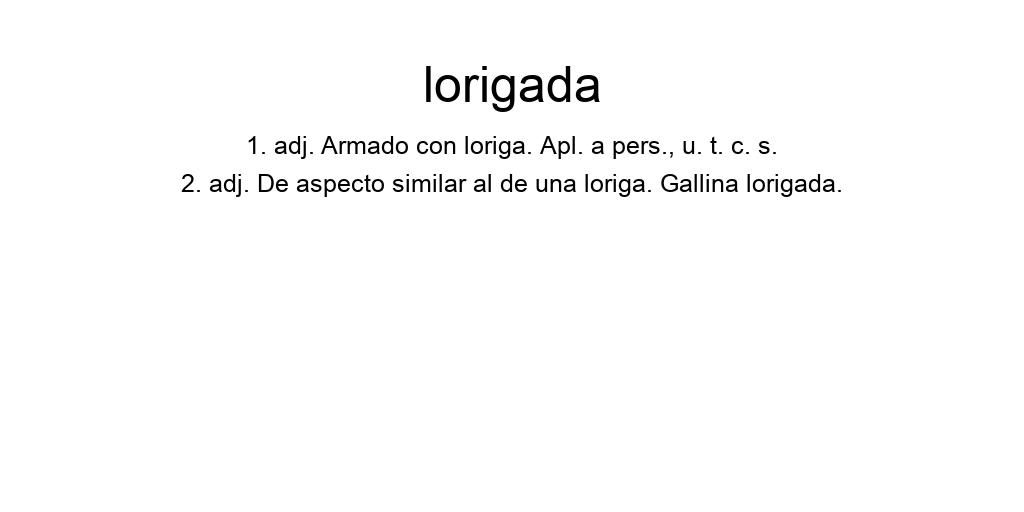 lorigada
1. adj. Armado con loriga. Apl. a pers., u. t. c. s.
2. adj. De aspecto similar al de una loriga. Gallina lorigada.